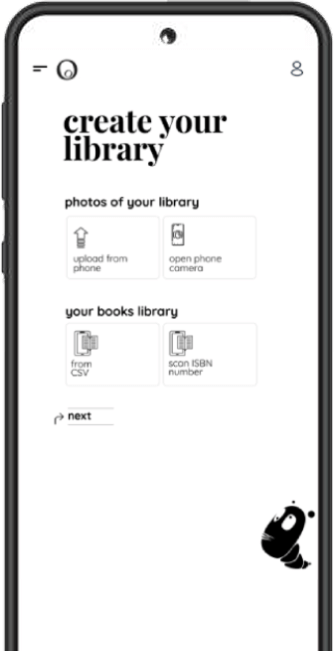 create your
library
photos of your library
upload from
phone
open phone
camera
your books library
from
CSV
scan ISBN
number
next